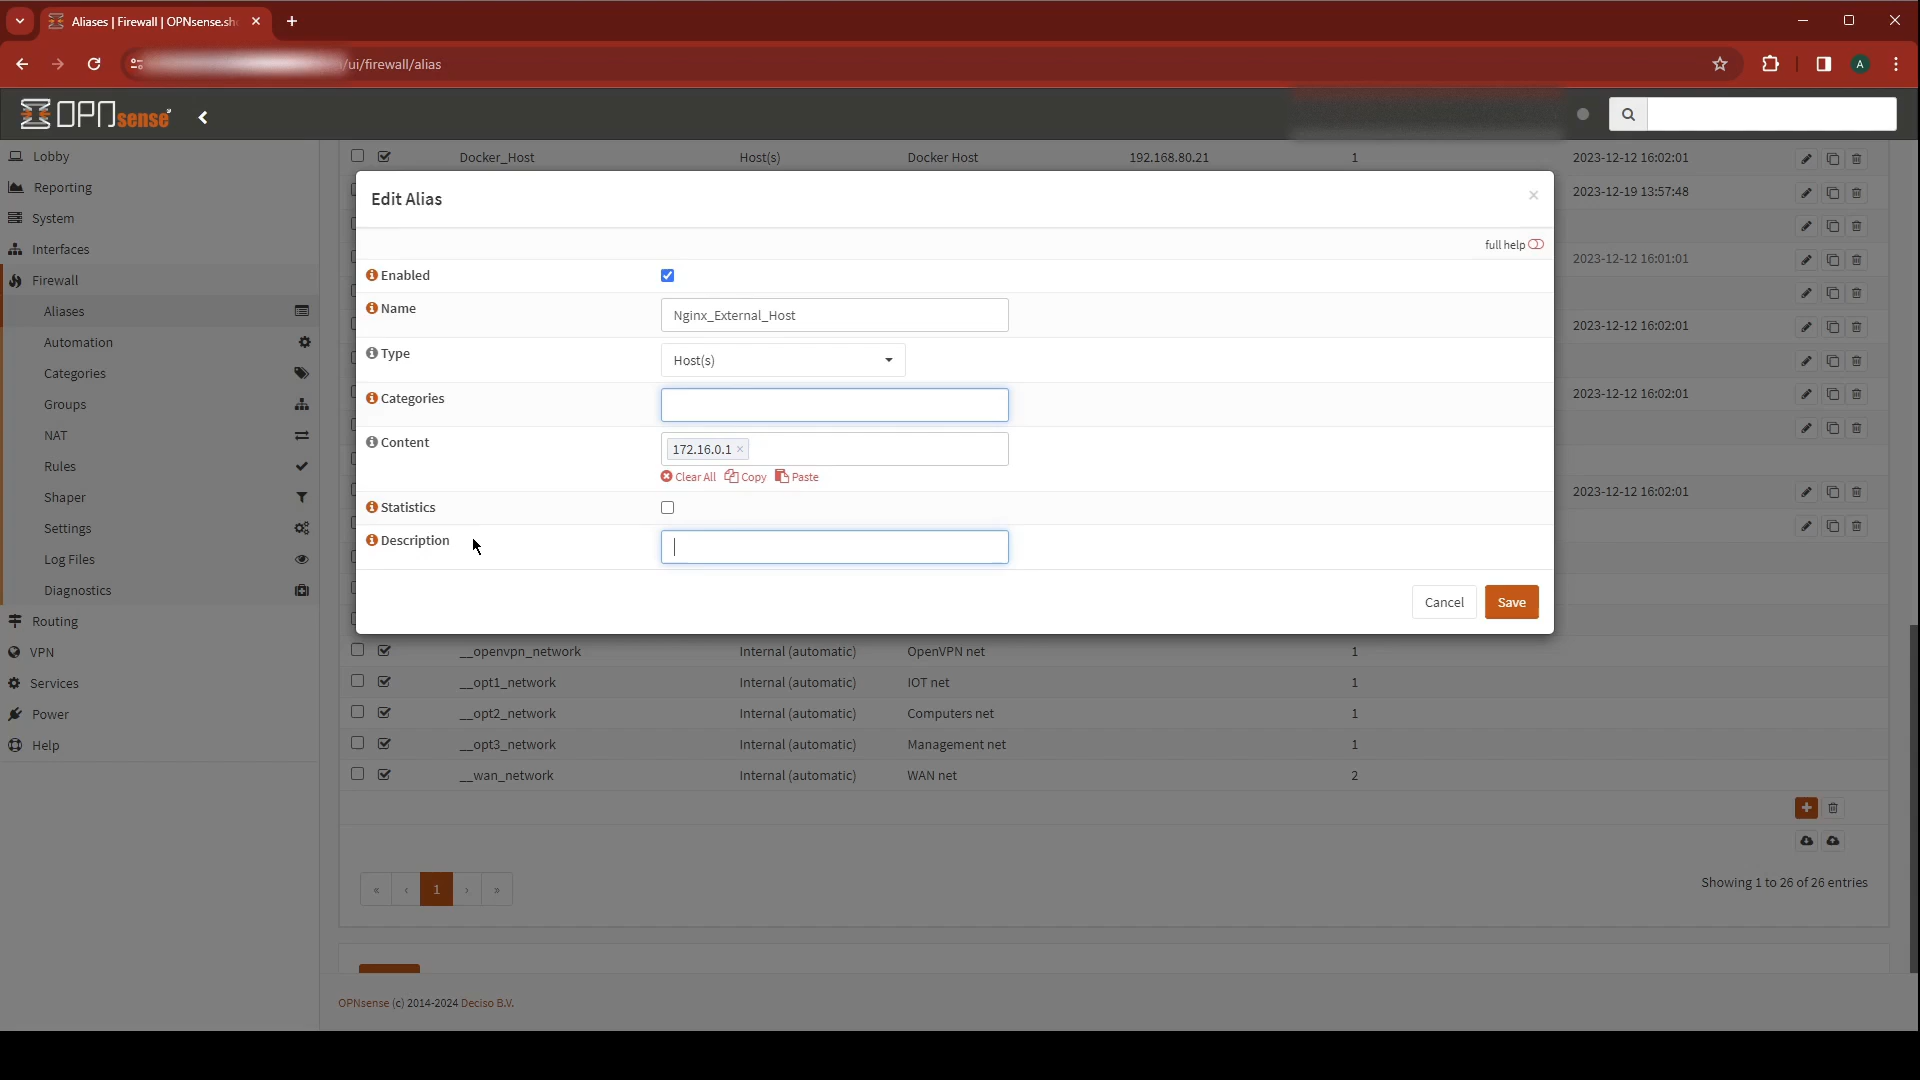 Aliases | Firewall | OPNsense.sh
/ui/firewall/alias
A
OPNsense
Lobby
Reporting
System
Interfaces
Firewall
Aliases
Automation
Categories
Groups
NAT
Rules
Shaper
Settings
Log Files
Diagnostics
Routing
VPN
Services
Power
Help
Docker_Host Host(s) Docker Host 192.168.80.21 1 2023-12-12 16:02:01
2023-12-19 13:57:48
2023-12-12 16:01:01
2023-12-12 16:02:01
2023-12-12 16:02:01
2023-12-12 16:02:01
Edit Alias
full help
Enabled
Name Nginx_External_Host
Type Host(s)
Categories
Content 172.16.0.1 ×
Clear All Copy Paste
Statistics
Description
Cancel Save
__openvpn_network Internal (automatic) OpenVPN net 1
__opt1_network Internal (automatic) IOT net 1
__opt2_network Internal (automatic) Computers net 1
__opt3_network Internal (automatic) Management net 1
__wan_network Internal (automatic) WAN net 2
« ‹ 1 › »
Showing 1 to 26 of 26 entries
OPNsense (c) 2014-2024 Deciso B.V.